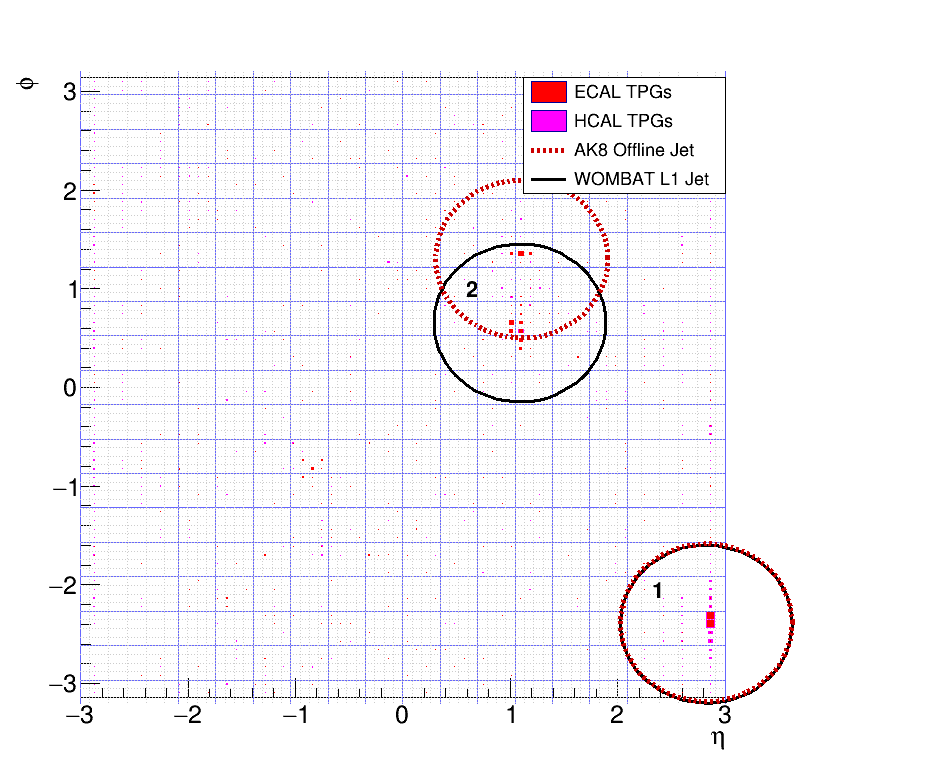 φ
3
2
1
0
−1
−2
−3
ECAL TPGs
HCAL TPGs
AK8 Offline Jet
WOMBAT L1 Jet
2
1
−3 −2 −1 0 1 2 3
η